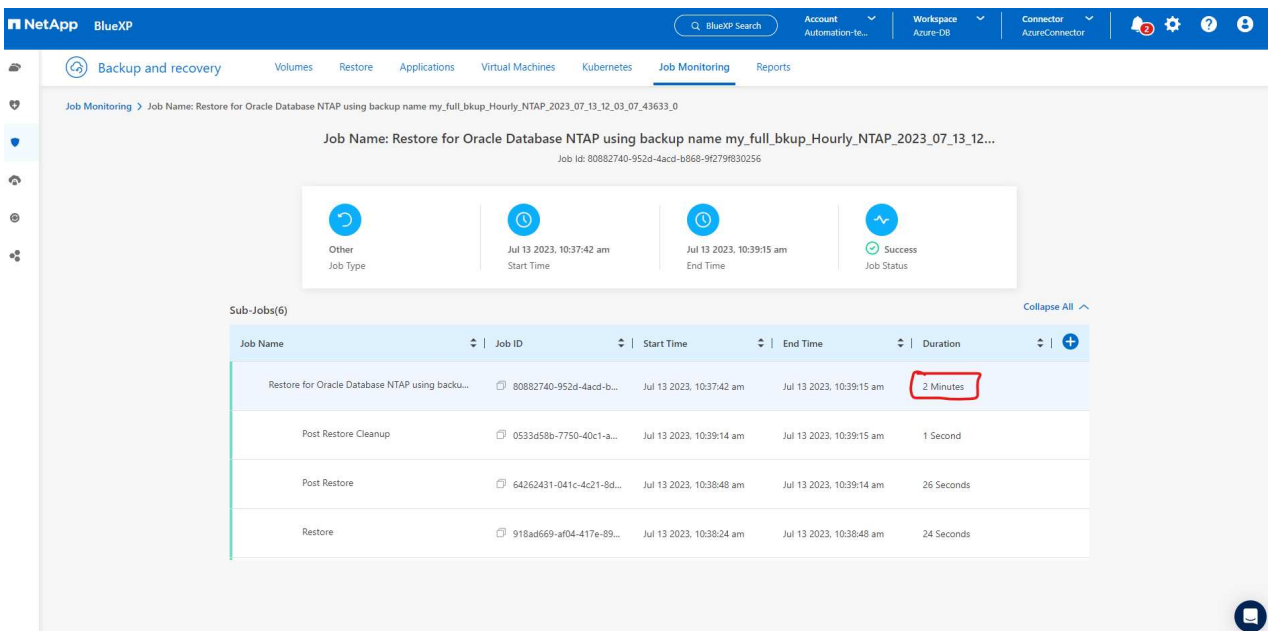 NetApp BlueXP
BlueXP Search
Account
Automation-te...
Workspace
Azure-DB
Connector
AzureConnector
2
Backup and recovery
Volumes Restore Applications Virtual Machines Kubernetes Job Monitoring Reports
Job Monitoring > Job Name: Restore for Oracle Database NTAP using backup name my_full_bkup_Hourly_NTAP_2023_07_13_12_03_07_43633_0
Job Name: Restore for Oracle Database NTAP using backup name my_full_bkup_Hourly_NTAP_2023_07_13_12...
Job Id: 80882740-952d-4acd-b868-9f279f830256
Other
Job Type
Jul 13 2023, 10:37:42 am
Start Time
Jul 13 2023, 10:39:15 am
End Time
Success
Job Status
Sub-Jobs(6) Collapse All
Job Name Job ID Start Time End Time Duration
Restore for Oracle Database NTAP using backu... 80882740-952d-4acd-b... Jul 13 2023, 10:37:42 am Jul 13 2023, 10:39:15 am 2 Minutes
Post Restore Cleanup 0533d58b-7750-40c1-a... Jul 13 2023, 10:39:14 am Jul 13 2023, 10:39:15 am 1 Second
Post Restore 64262431-041c-4c21-8d... Jul 13 2023, 10:38:48 am Jul 13 2023, 10:39:14 am 26 Seconds
Restore 918ad669-af04-417e-89... Jul 13 2023, 10:38:24 am Jul 13 2023, 10:38:48 am 24 Seconds